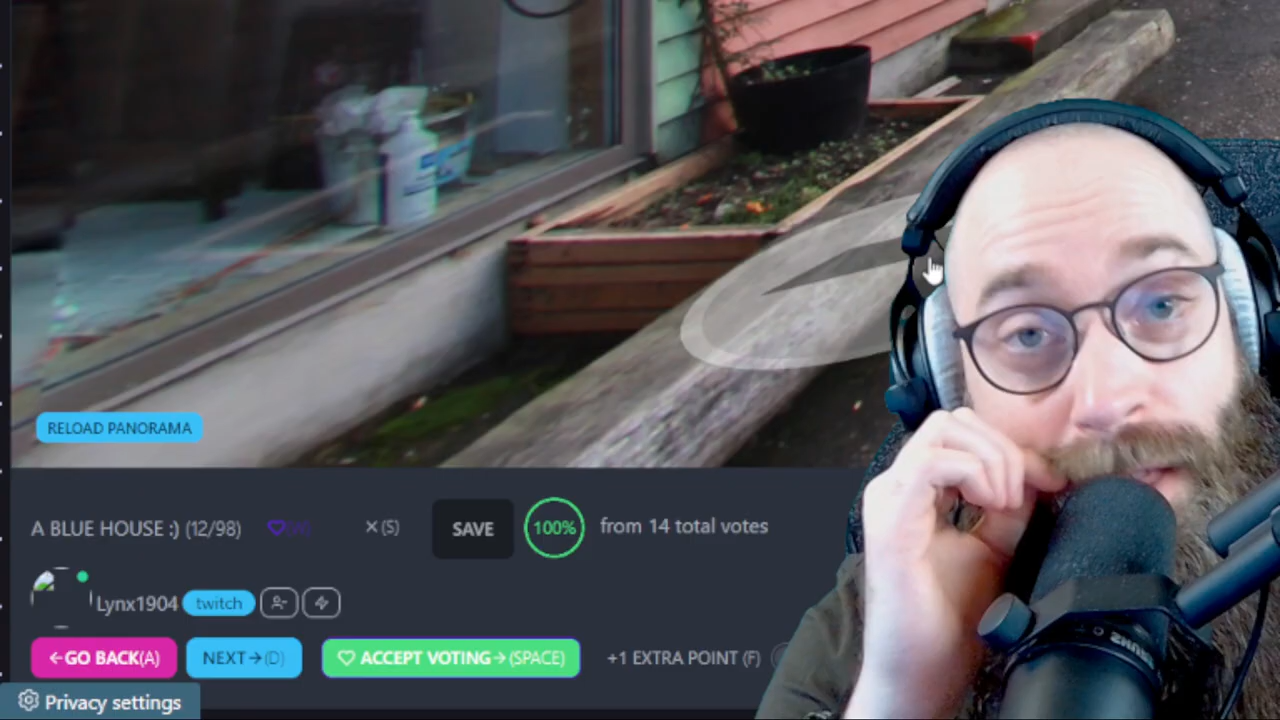 RELOAD PANORAMA
A BLUE HOUSE :) (12/98) ✕(S) SAVE 100% from 14 total votes
Lynx1904 twitch
←GO BACK(A) NEXT→(D) ♡ ACCEPT VOTING→(SPACE) +1 EXTRA POINT (F)
Privacy settings